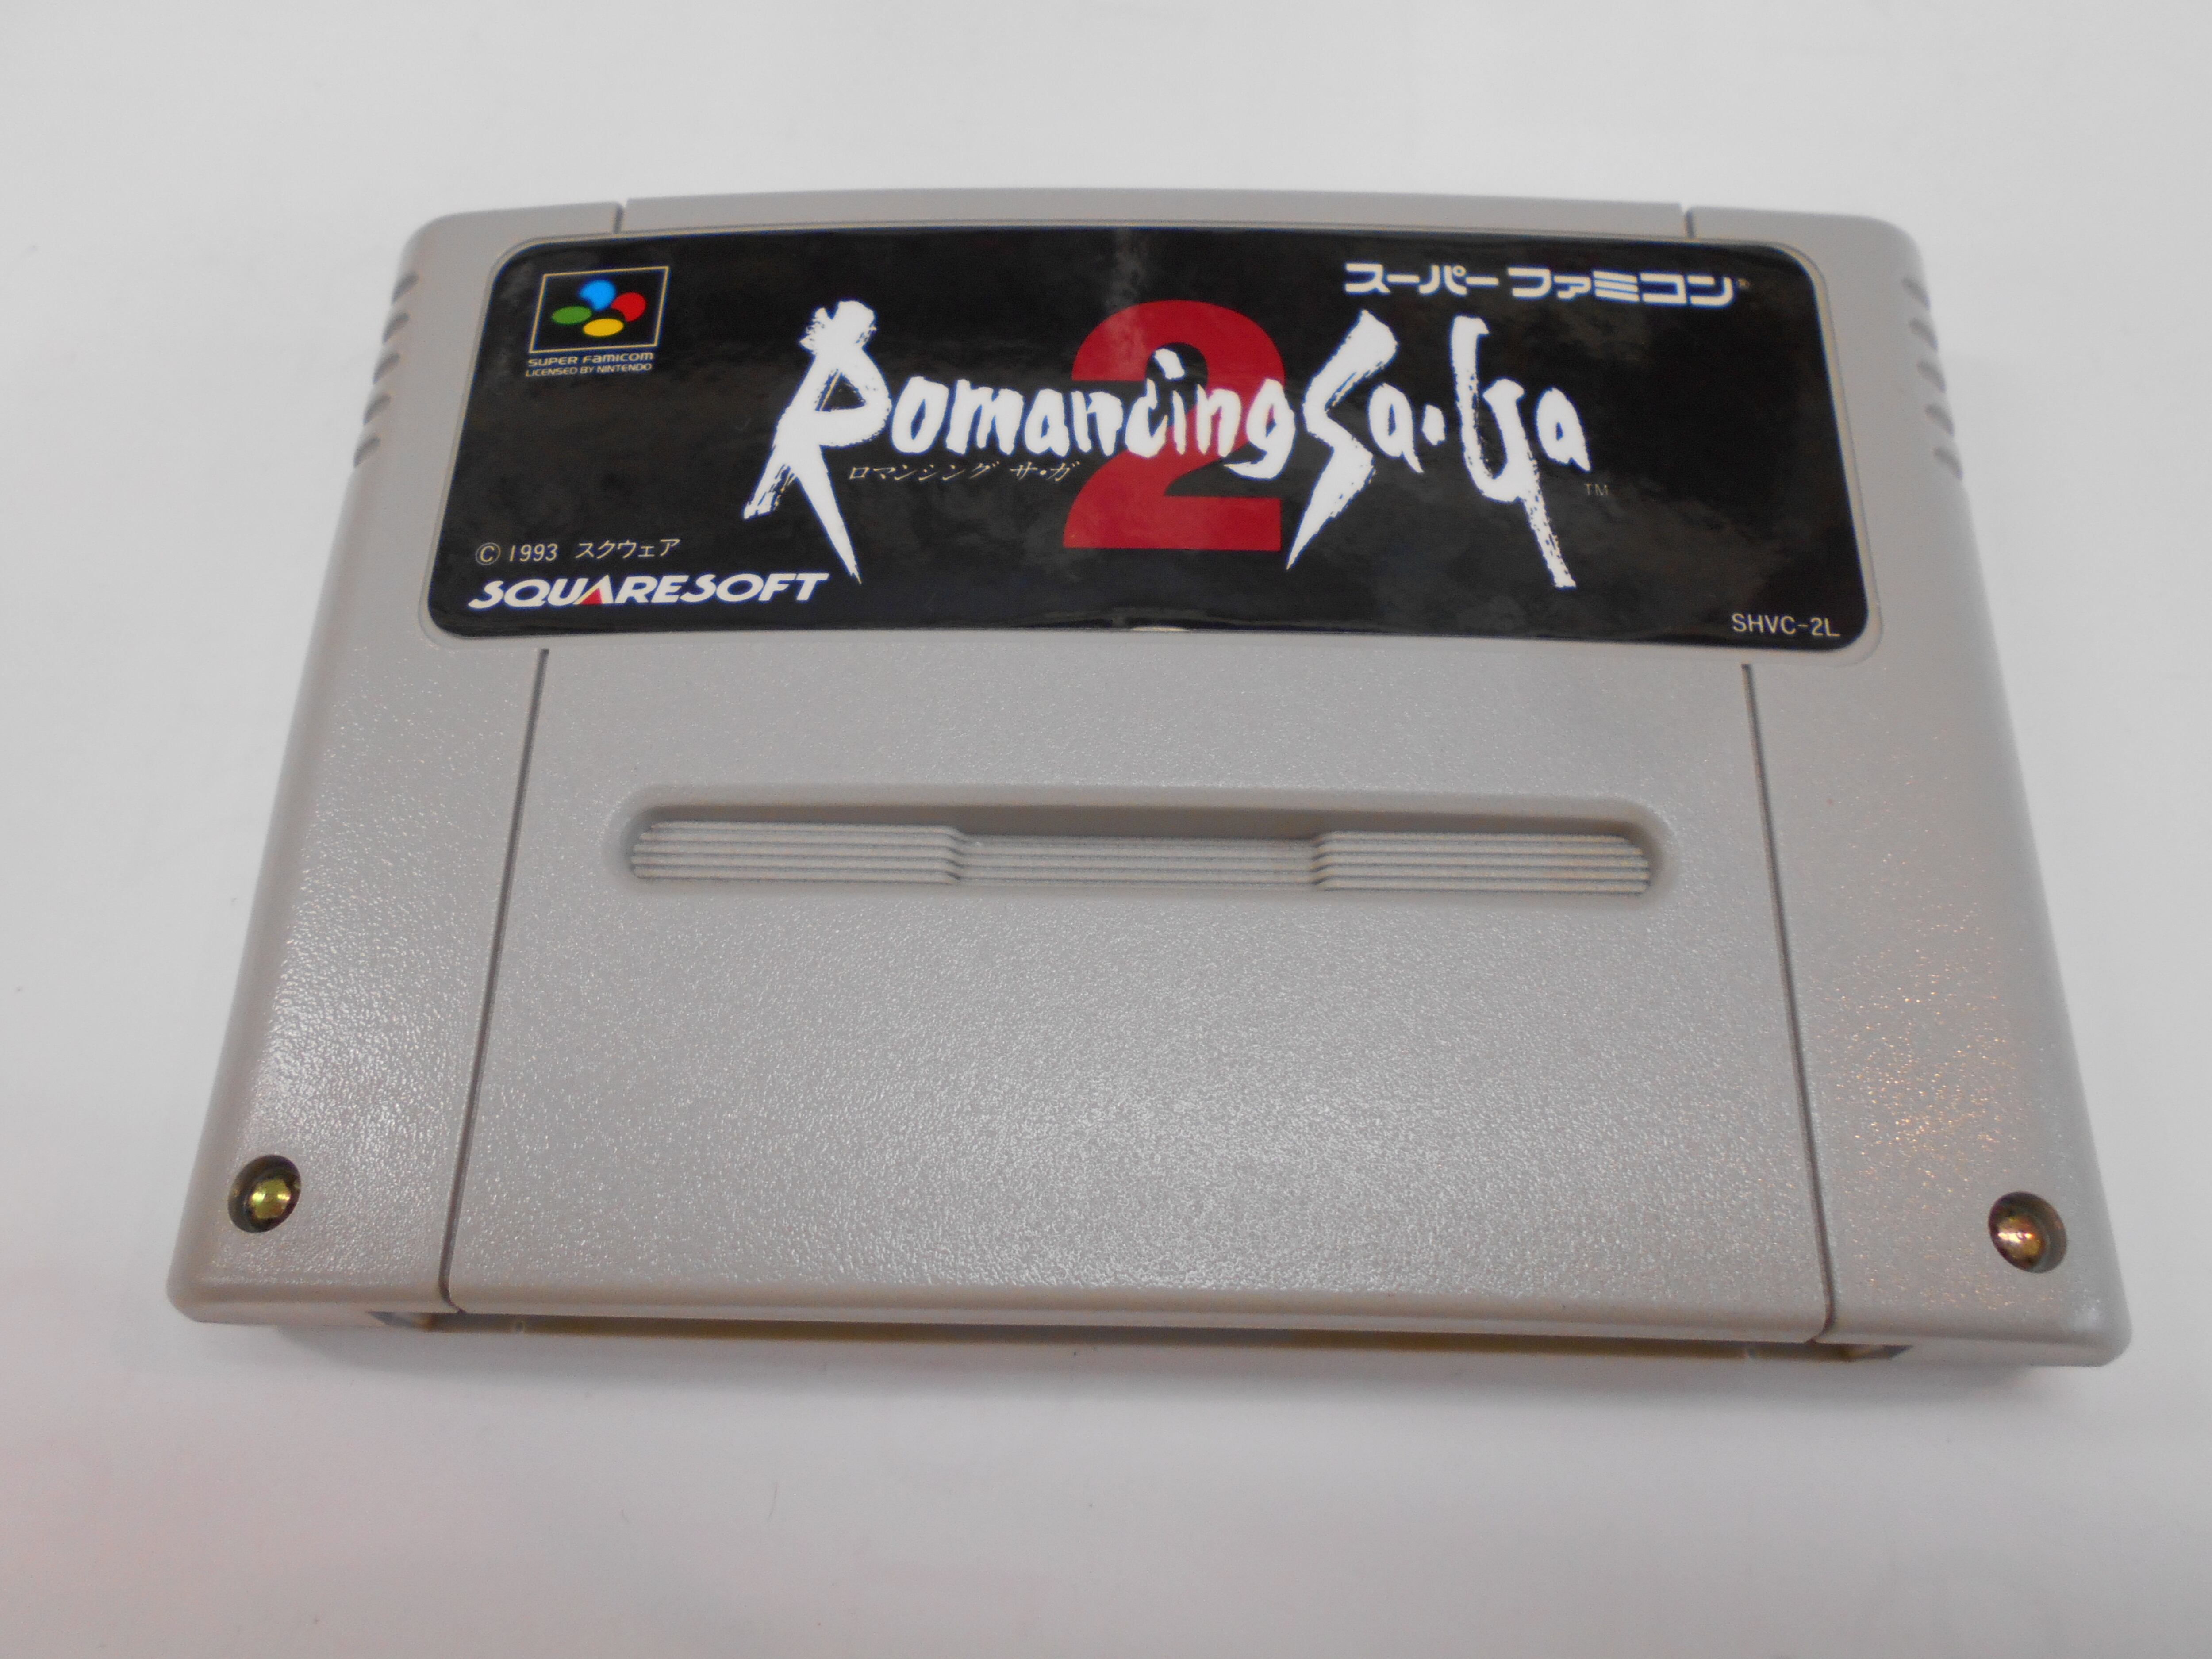 スーパーファミコン®
SUPER FAMICOM
LICENSED BY NINTENDO
Romancing Sa・Ga
2
ロマンシング サ・ガ
TM
© 1993 スクウェア
SQUARESOFT
SHVC-2L